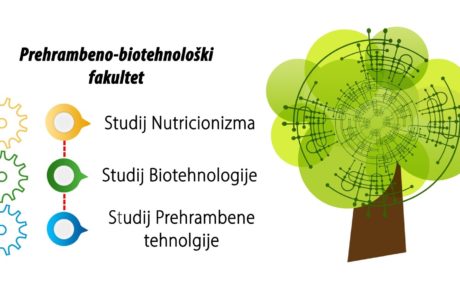 Prehrambeno-biotehnološki
fakultet
Studij Nutricionizma
Studij Biotehnologije
Studij Prehrambene
tehnolgije